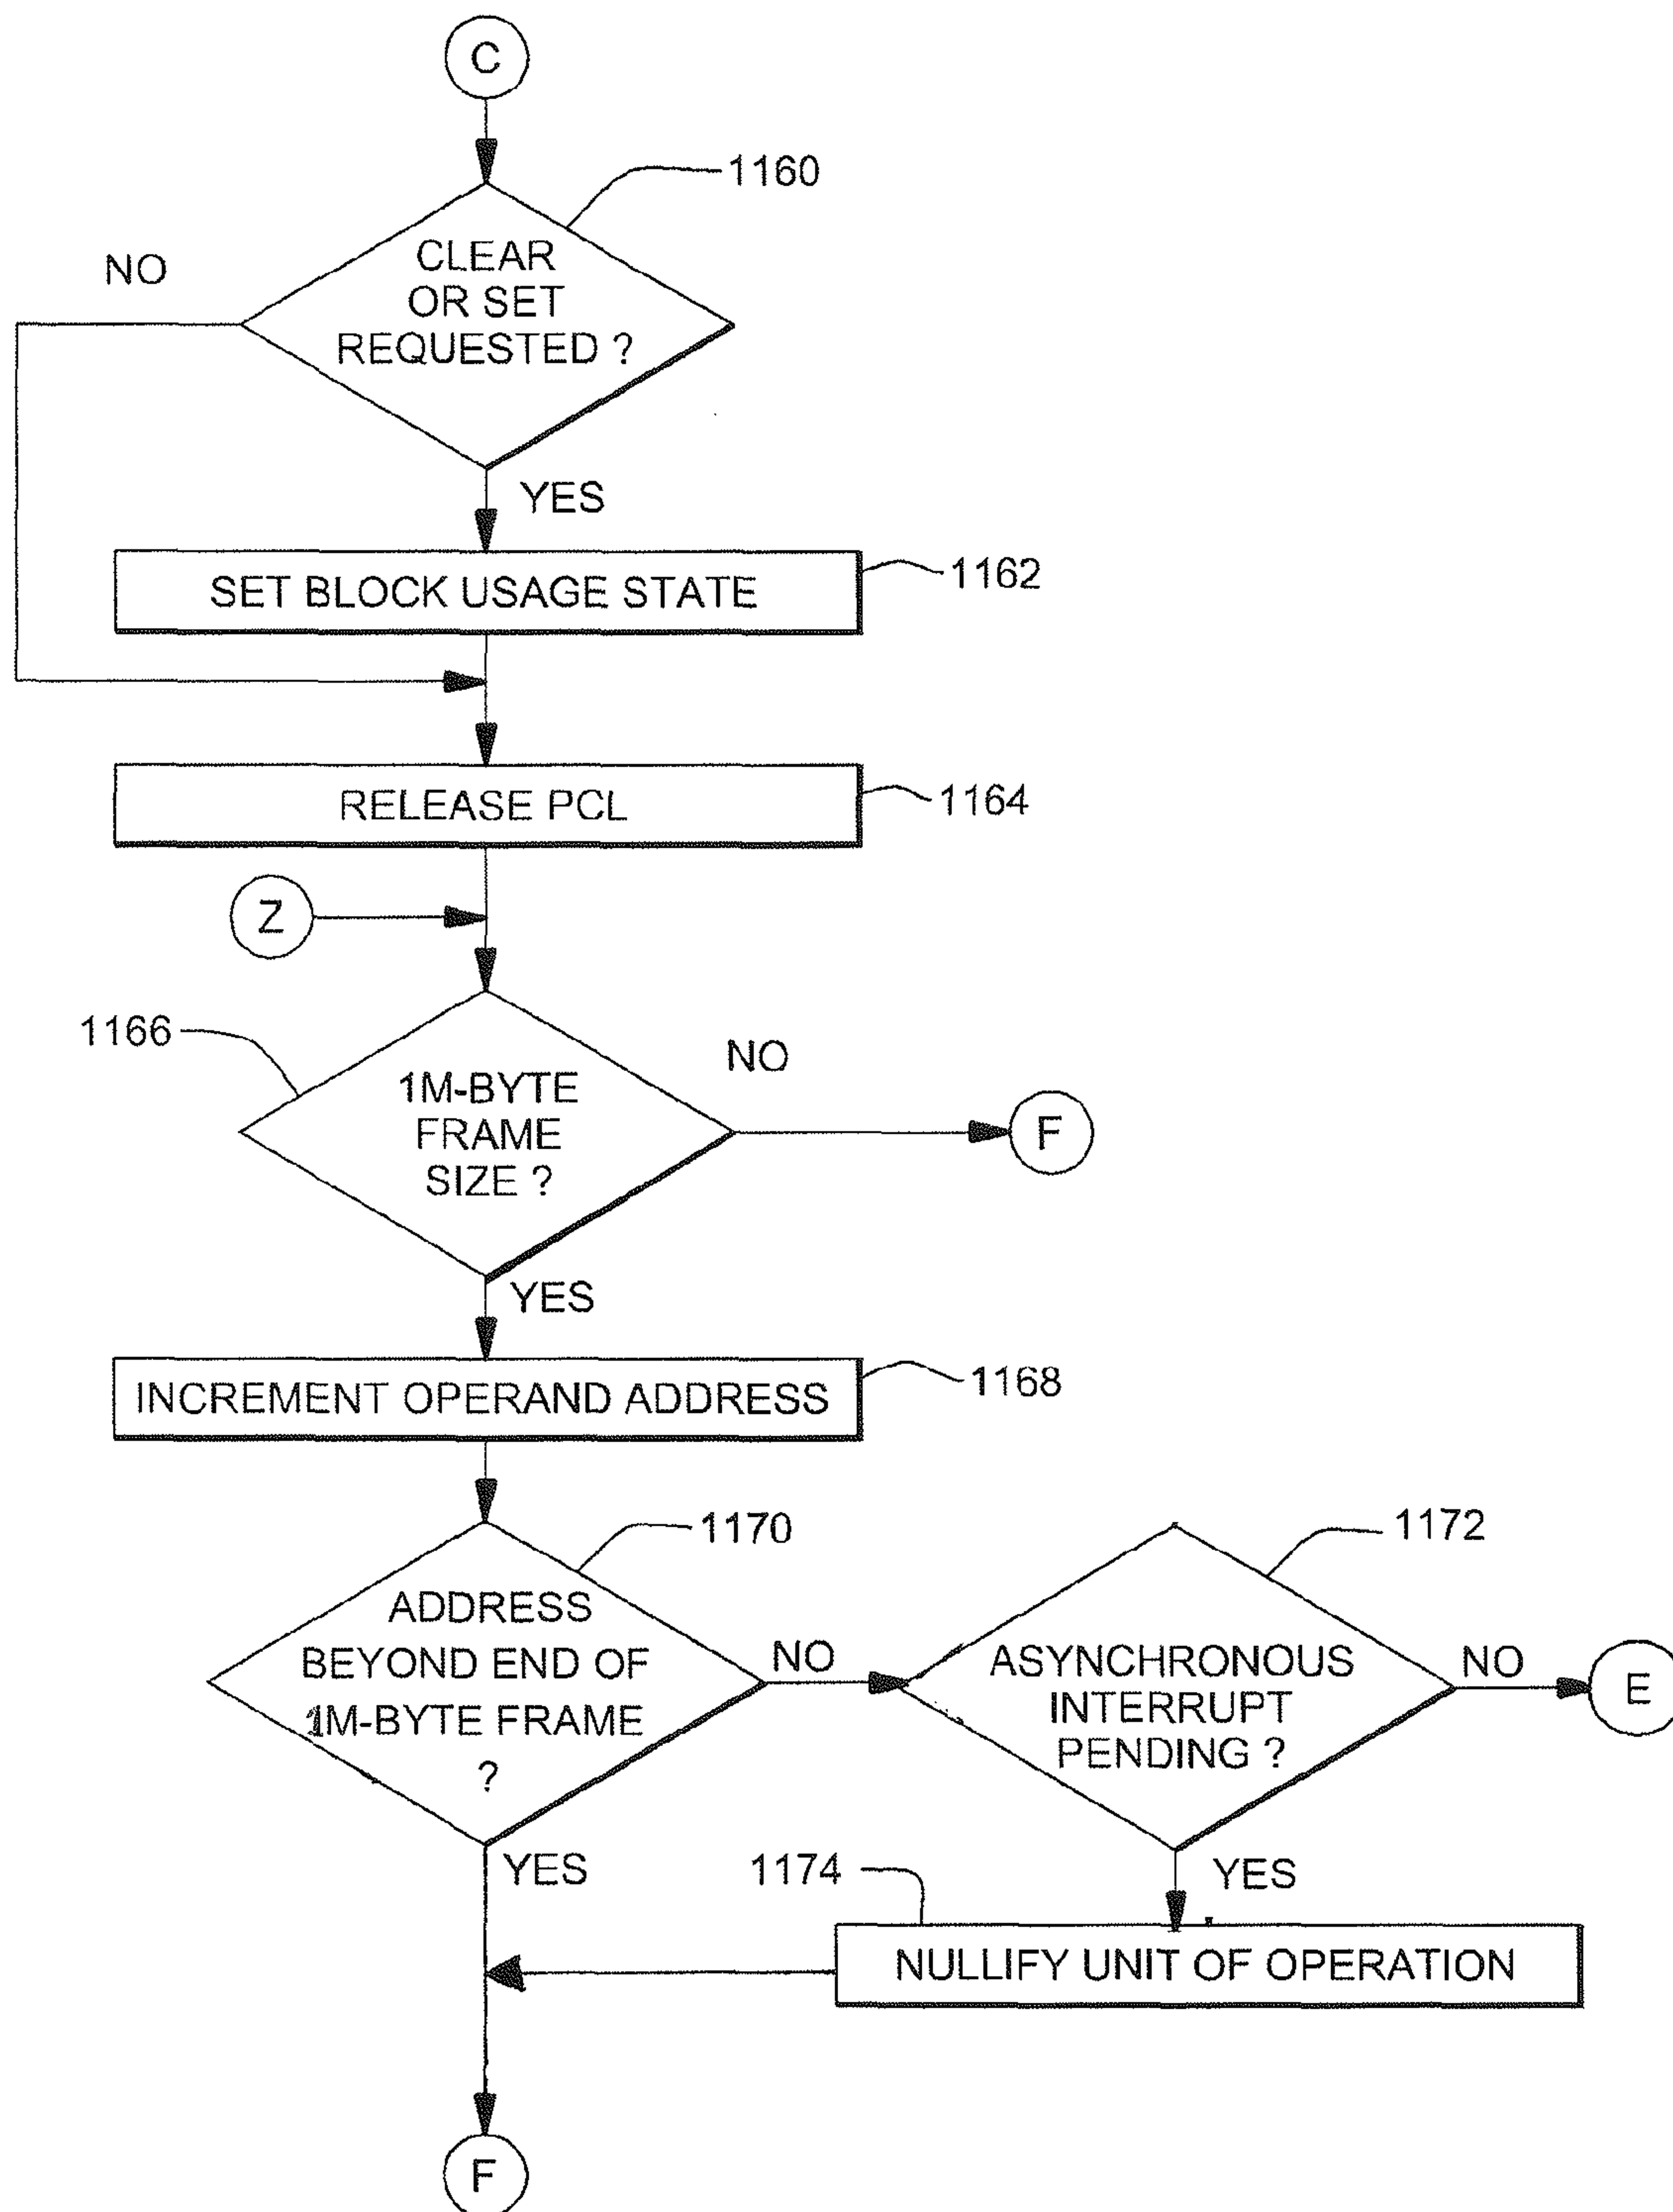 C
1160
NO
CLEAR
OR SET
REQUESTED ?
YES
SET BLOCK USAGE STATE
1162
RELEASE PCL
1164
Z
1166
1M-BYTE
FRAME
SIZE ?
NO
F
YES
INCREMENT OPERAND ADDRESS
1168
1170
ADDRESS
BEYOND END OF
1M-BYTE FRAME
?
NO
1172
ASYNCHRONOUS
INTERRUPT
PENDING ?
NO
E
YES
1174
YES
NULLIFY UNIT OF OPERATION
F